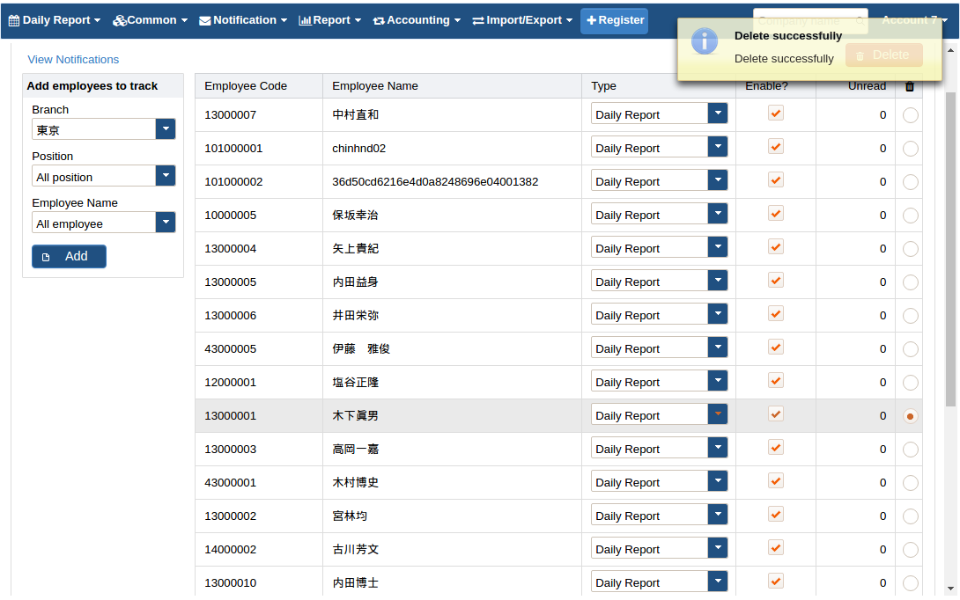 Daily Report Common Notification Report Accounting Import/Export Register Company name Account 7
Delete successfully
Delete successfully Delete
View Notifications
Add employees to track
Branch
東京
Position
All position
Employee Name
All employee
Add
Employee Code Employee Name Type Enable? Unread
13000007 中村直和 Daily Report 0
101000001 chinhnd02 Daily Report 0
101000002 36d50cd6216e4d0a8248696e04001382 Daily Report 0
10000005 保坂幸治 Daily Report 0
13000004 矢上貴紀 Daily Report 0
13000005 内田益身 Daily Report 0
13000006 井田栄弥 Daily Report 0
43000005 伊藤　雅俊 Daily Report 0
12000001 塩谷正隆 Daily Report 0
13000001 木下眞男 Daily Report 0
13000003 高岡一嘉 Daily Report 0
43000001 木村博史 Daily Report 0
13000002 宮林均 Daily Report 0
14000002 古川芳文 Daily Report 0
13000010 内田博士 Daily Report 0